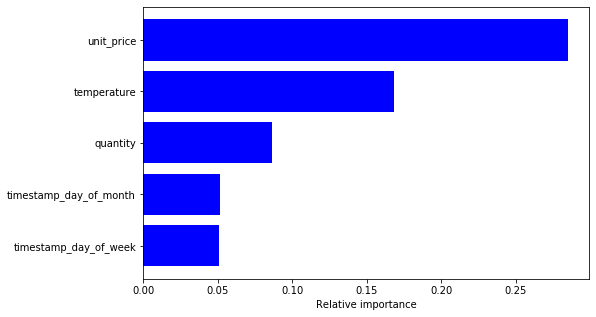 unit_price
temperature
quantity
timestamp_day_of_month
timestamp_day_of_week
0.00 0.05 0.10 0.15 0.20 0.25
Relative importance